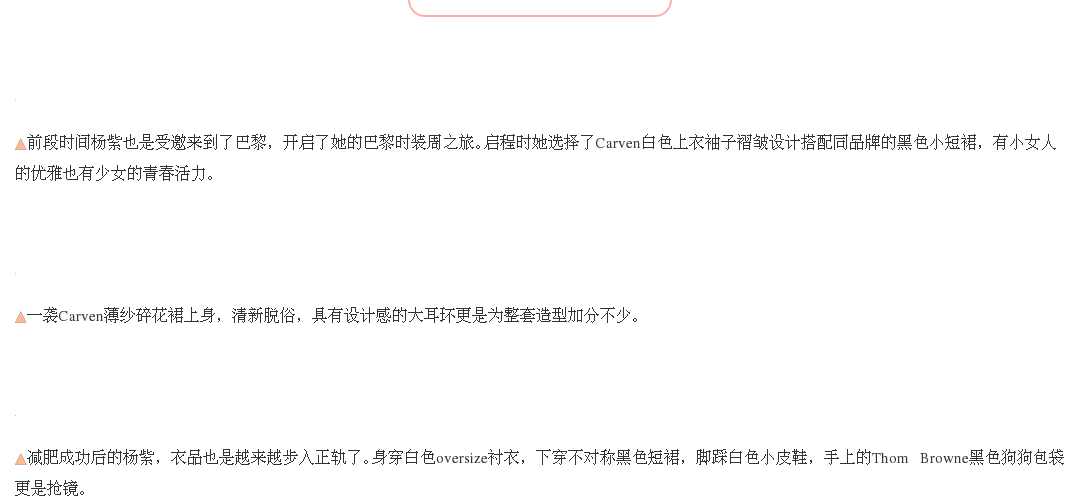 ▲前段时间杨紫也是受邀来到了巴黎，开启了她的巴黎时装周之旅。启程时她选择了Carven白色上衣袖子褶皱设计搭配同品牌的黑色小短裙，有小女人
的优雅也有少女的青春活力。
▲一袭Carven薄纱碎花裙上身，清新脱俗，具有设计感的大耳环更是为整套造型加分不少。
▲减肥成功后的杨紫，衣品也是越来越步入正轨了。身穿白色oversize衬衣，下穿不对称黑色短裙，脚踩白色小皮鞋，手上的Thom Browne黑色狗狗包袋
更是抢镜。